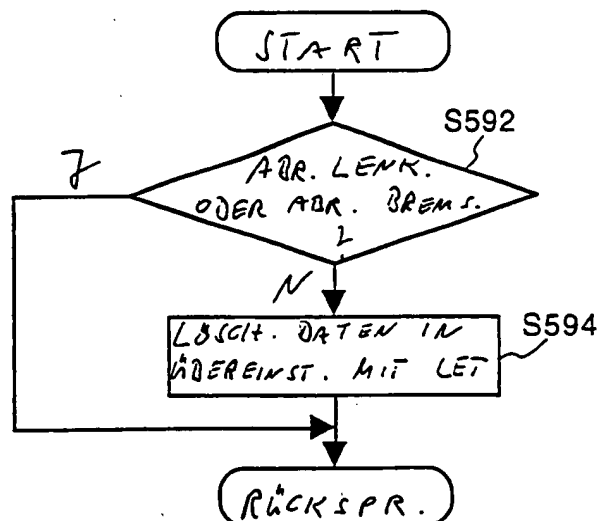 START
S592
J
ABR. LENK.
ODER ABR. BREMS.
?
N
LÖSCH. DATEN IN
ÜBEREINST. MIT LET
S594
RÜCKSPR.